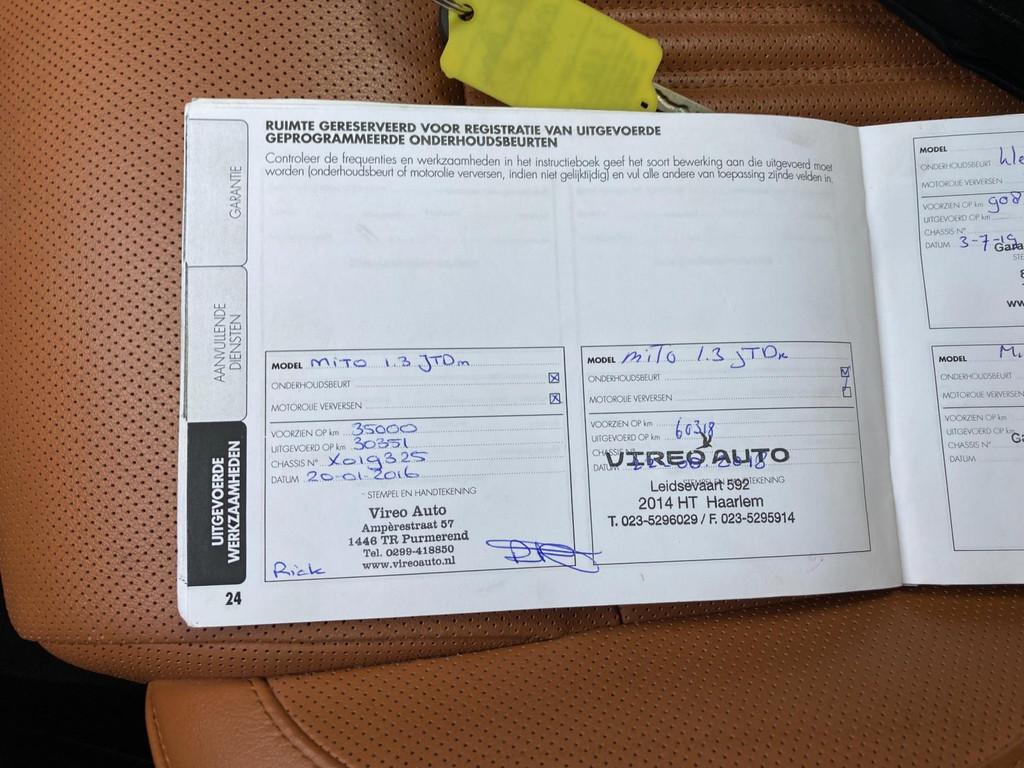 RUIMTE GERESERVEERD VOOR REGISTRATIE VAN UITGEVOERDE
GEPROGRAMMEERDE ONDERHOUDSBEURTEN
Controleer de frequenties en werkzaamheden in het instructieboek geef het soort bewerking aan die uitgevoerd moet
worden (onderhoudsbeurt of motorolie verversen, indien niet gelijktijdig) en vul alle andere van toepassing zijnde velden in.
GARANTIE
AANVULLENDE
DIENSTEN
UITGEVOERDE
WERKZAAMHEDEN
24
MODEL MiTO 1.3 JTDm
ONDERHOUDSBEURT
MOTOROLIE VERVERSEN
VOORZIEN OP km 35000
UITGEVOERD OP km 30351
CHASSIS N° X019325
DATUM 20-01-2016
STEMPEL EN HANDTEKENING
Vireo Auto
Ampèrestraat 57
1446 TR Purmerend
Tel. 0299-418850
www.vireoauto.nl
Rick
MODEL MiTo 1.3 JTDm
ONDERHOUDSBEURT
MOTOROLIE VERVERSEN
VOORZIEN OP km
UITGEVOERD OP km 60318
VIREO AUTO
Leidsevaart 592
2014 HT Haarlem
T. 023-5296029 / F. 023-5295914
MODEL
ONDERHOUDSBEURT
MOTOROLIE VERVERSEN
VOORZIEN OP km 908
UITGEVOERD OP km
CHASSIS N°
DATUM 3-7-19
Gara
ww
MODEL M
ONDERHOUDSBEURT
MOTOROLIE VERVERSEN
VOORZIEN OP km
UITGEVOERD OP km
CHASSIS N°
DATUM